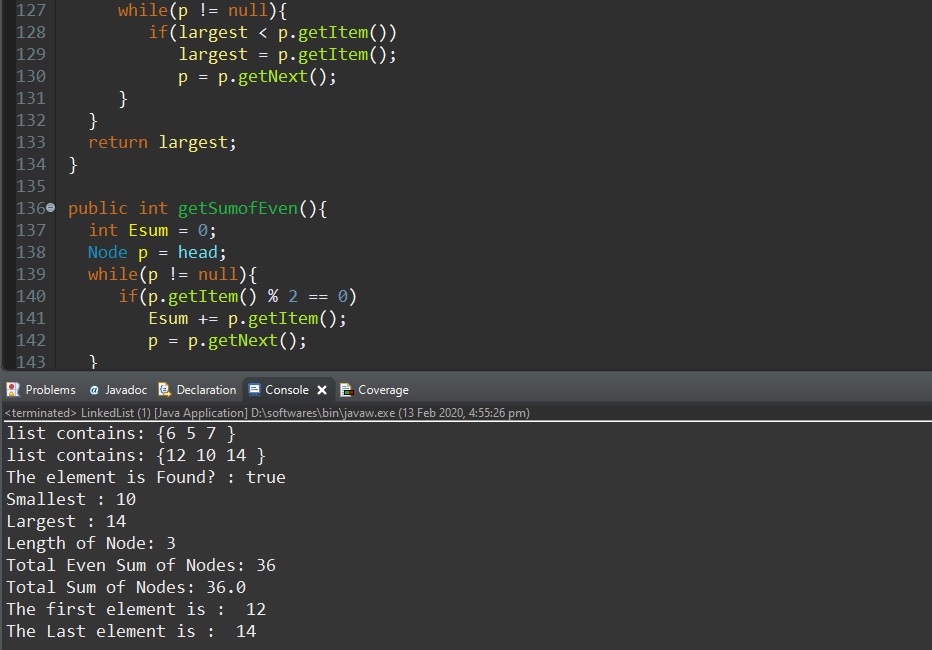 127 while(p != null){
128 if(largest < p.getItem())
129 largest = p.getItem();
130 p = p.getNext();
131 }
132 }
133 return largest;
134 }
135
136 public int getSumofEven(){
137 int Esum = 0;
138 Node p = head;
139 while(p != null){
140 if(p.getItem() % 2 == 0)
141 Esum += p.getItem();
142 p = p.getNext();
143 }
Problems @ Javadoc Declaration Console Coverage
<terminated> LinkedList (1) [Java Application] D:\softwares\bin\javaw.exe (13 Feb 2020, 4:55:26 pm)
list contains: {6 5 7 }
list contains: {12 10 14 }
The element is Found? : true
Smallest : 10
Largest : 14
Length of Node: 3
Total Even Sum of Nodes: 36
Total Sum of Nodes: 36.0
The first element is :  12
The Last element is :  14